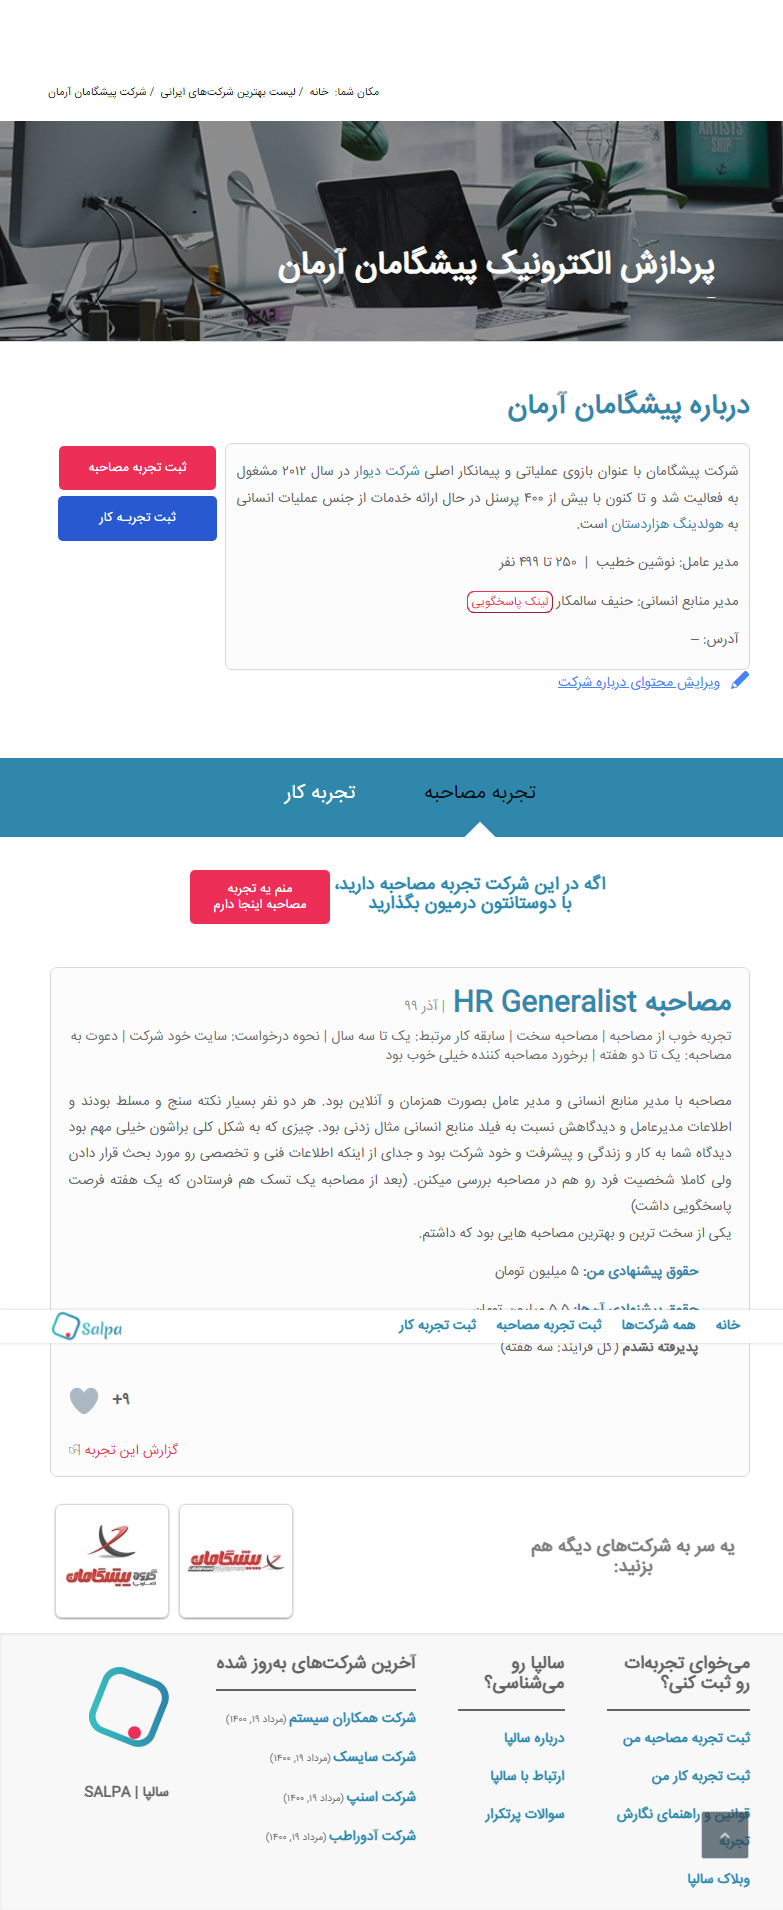 مکان شما: خانه / لیست بهترین شرکت‌های ایرانی / شرکت پیشگامان آرمان
ARTISTS
SHIP
پردازش الکترونیک پیشگامان آرمان
–
درباره پیشگامان آرمان
شرکت پیشگامان با عنوان بازوی عملیاتی و پیمانکار اصلی شرکت دیوار در سال ۲۰۱۲ مشغول
به فعالیت شد و تا کنون با بیش از ۴۰۰ پرسنل در حال ارائه خدمات از جنس عملیات انسانی
به هولدینگ هزاردستان است.
مدیر عامل: نوشین خطیب | ۲۵۰ تا ۴۹۹ نفر
مدیر منابع انسانی: حنیف سالمکار لینک پاسخگویی
آدرس: –
ویرایش محتوای درباره شرکت
ثبت تجربه مصاحبه
ثبت تجربـه کار
تجربه مصاحبه
تجربه کار
اگه در این شرکت تجربه مصاحبه دارید،
با دوستانتون درمیون بگذارید
منم یه تجربه
مصاحبه اینجا دارم
مصاحبه HR Generalist | آذر ۹۹
تجربه خوب از مصاحبه | مصاحبه سخت | سابقه کار مرتبط: یک تا سه سال | نحوه درخواست: سایت خود شرکت | دعوت به
مصاحبه: یک تا دو هفته | برخورد مصاحبه کننده خیلی خوب بود
مصاحبه با مدیر منابع انسانی و مدیر عامل بصورت همزمان و آنلاین بود. هر دو نفر بسیار نکته سنج و مسلط بودند و
اطلاعات مدیرعامل و دیدگاهش نسبت به فیلد منابع انسانی مثال زدنی بود. چیزی که به شکل کلی براشون خیلی مهم بود
دیدگاه شما به کار و زندگی و پیشرفت و خود شرکت بود و جدای از اینکه اطلاعات فنی و تخصصی رو مورد بحث قرار دادن
ولی کاملا شخصیت فرد رو هم در مصاحبه بررسی میکنن. (بعد از مصاحبه یک تسک هم فرستادن که یک هفته فرصت
پاسخگویی داشت)
یکی از سخت ترین و بهترین مصاحبه هایی بود که داشتم.
حقوق پیشنهادی من: ۵ میلیون تومان
حقوق پیشنهادی آن‌ها: ۵.۵ میلیون تومان
خانه همه شرکت‌ها ثبت تجربه مصاحبه ثبت تجربه کار
Salpa
پذیرفته نشدم (کل فرآیند: سه هفته)
+۹
گزارش این تجربه
یه سر به شرکت‌های دیگه هم
بزنید:
پیشگامان
گروه پیشگامان
می‌خوای تجربه‌ات
رو ثبت کنی؟
ثبت تجربه مصاحبه من
ثبت تجربه کار من
قوانین و راهنمای نگارش
تجربه
وبلاک سالپا
سالپا رو
می‌شناسی؟
درباره سالپا
ارتباط با سالپا
سوالات پرتکرار
آخرین شرکت‌های به‌روز شده
شرکت همکاران سیستم (مرداد ۱۹, ۱۴۰۰)
شرکت سایسک (مرداد ۱۹, ۱۴۰۰)
شرکت اسنپ (مرداد ۱۹, ۱۴۰۰)
شرکت آدوراطب (مرداد ۱۹, ۱۴۰۰)
سالپا | SALPA